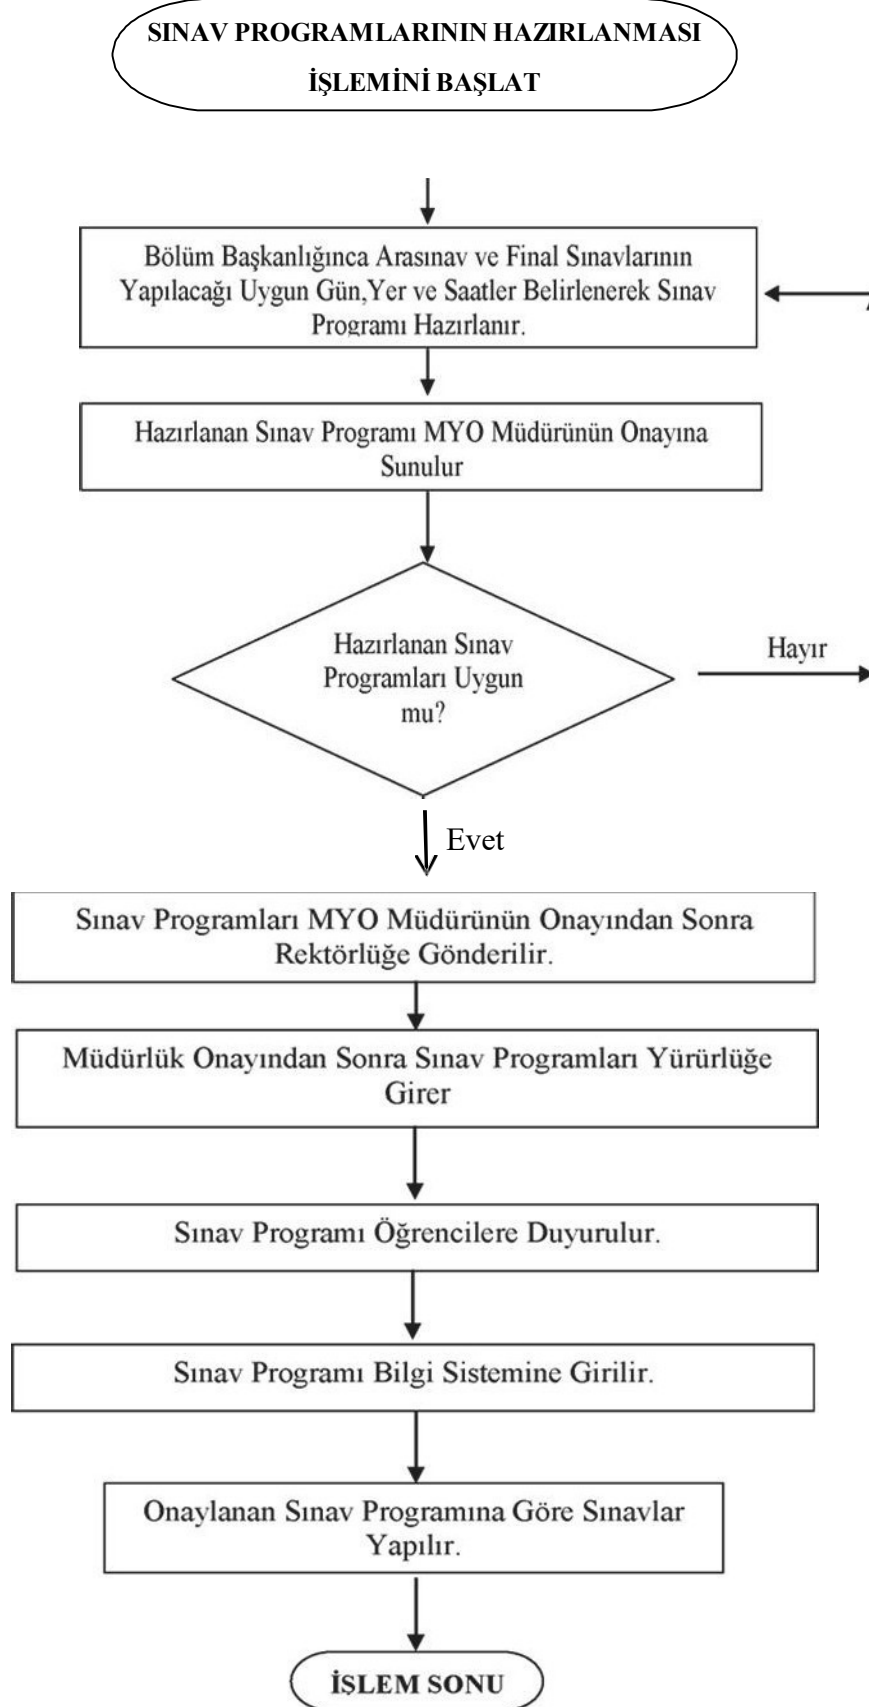 SINAV PROGRAMLARININ HAZIRLANMASI
İŞLEMİNİ BAŞLAT
Bölüm Başkanlığınca Arasınav ve Final Sınavlarının
Yapılacağı Uygun Gün,Yer ve Saatler Belirlenerek Sınav
Programı Hazırlanır.
Hazırlanan Sınav Programı MYO Müdürünün Onayına
Sunulur
Hazırlanan Sınav
Programları Uygun
mu?
Hayır
Evet
Sınav Programları MYO Müdürünün Onayından Sonra
Rektörlüğe Gönderilir.
Müdürlük Onayından Sonra Sınav Programları Yürürlüğe
Girer
Sınav Programı Öğrencilere Duyurulur.
Sınav Programı Bilgi Sistemine Girilir.
Onaylanan Sınav Programına Göre Sınavlar
Yapılır.
İŞLEM SONU